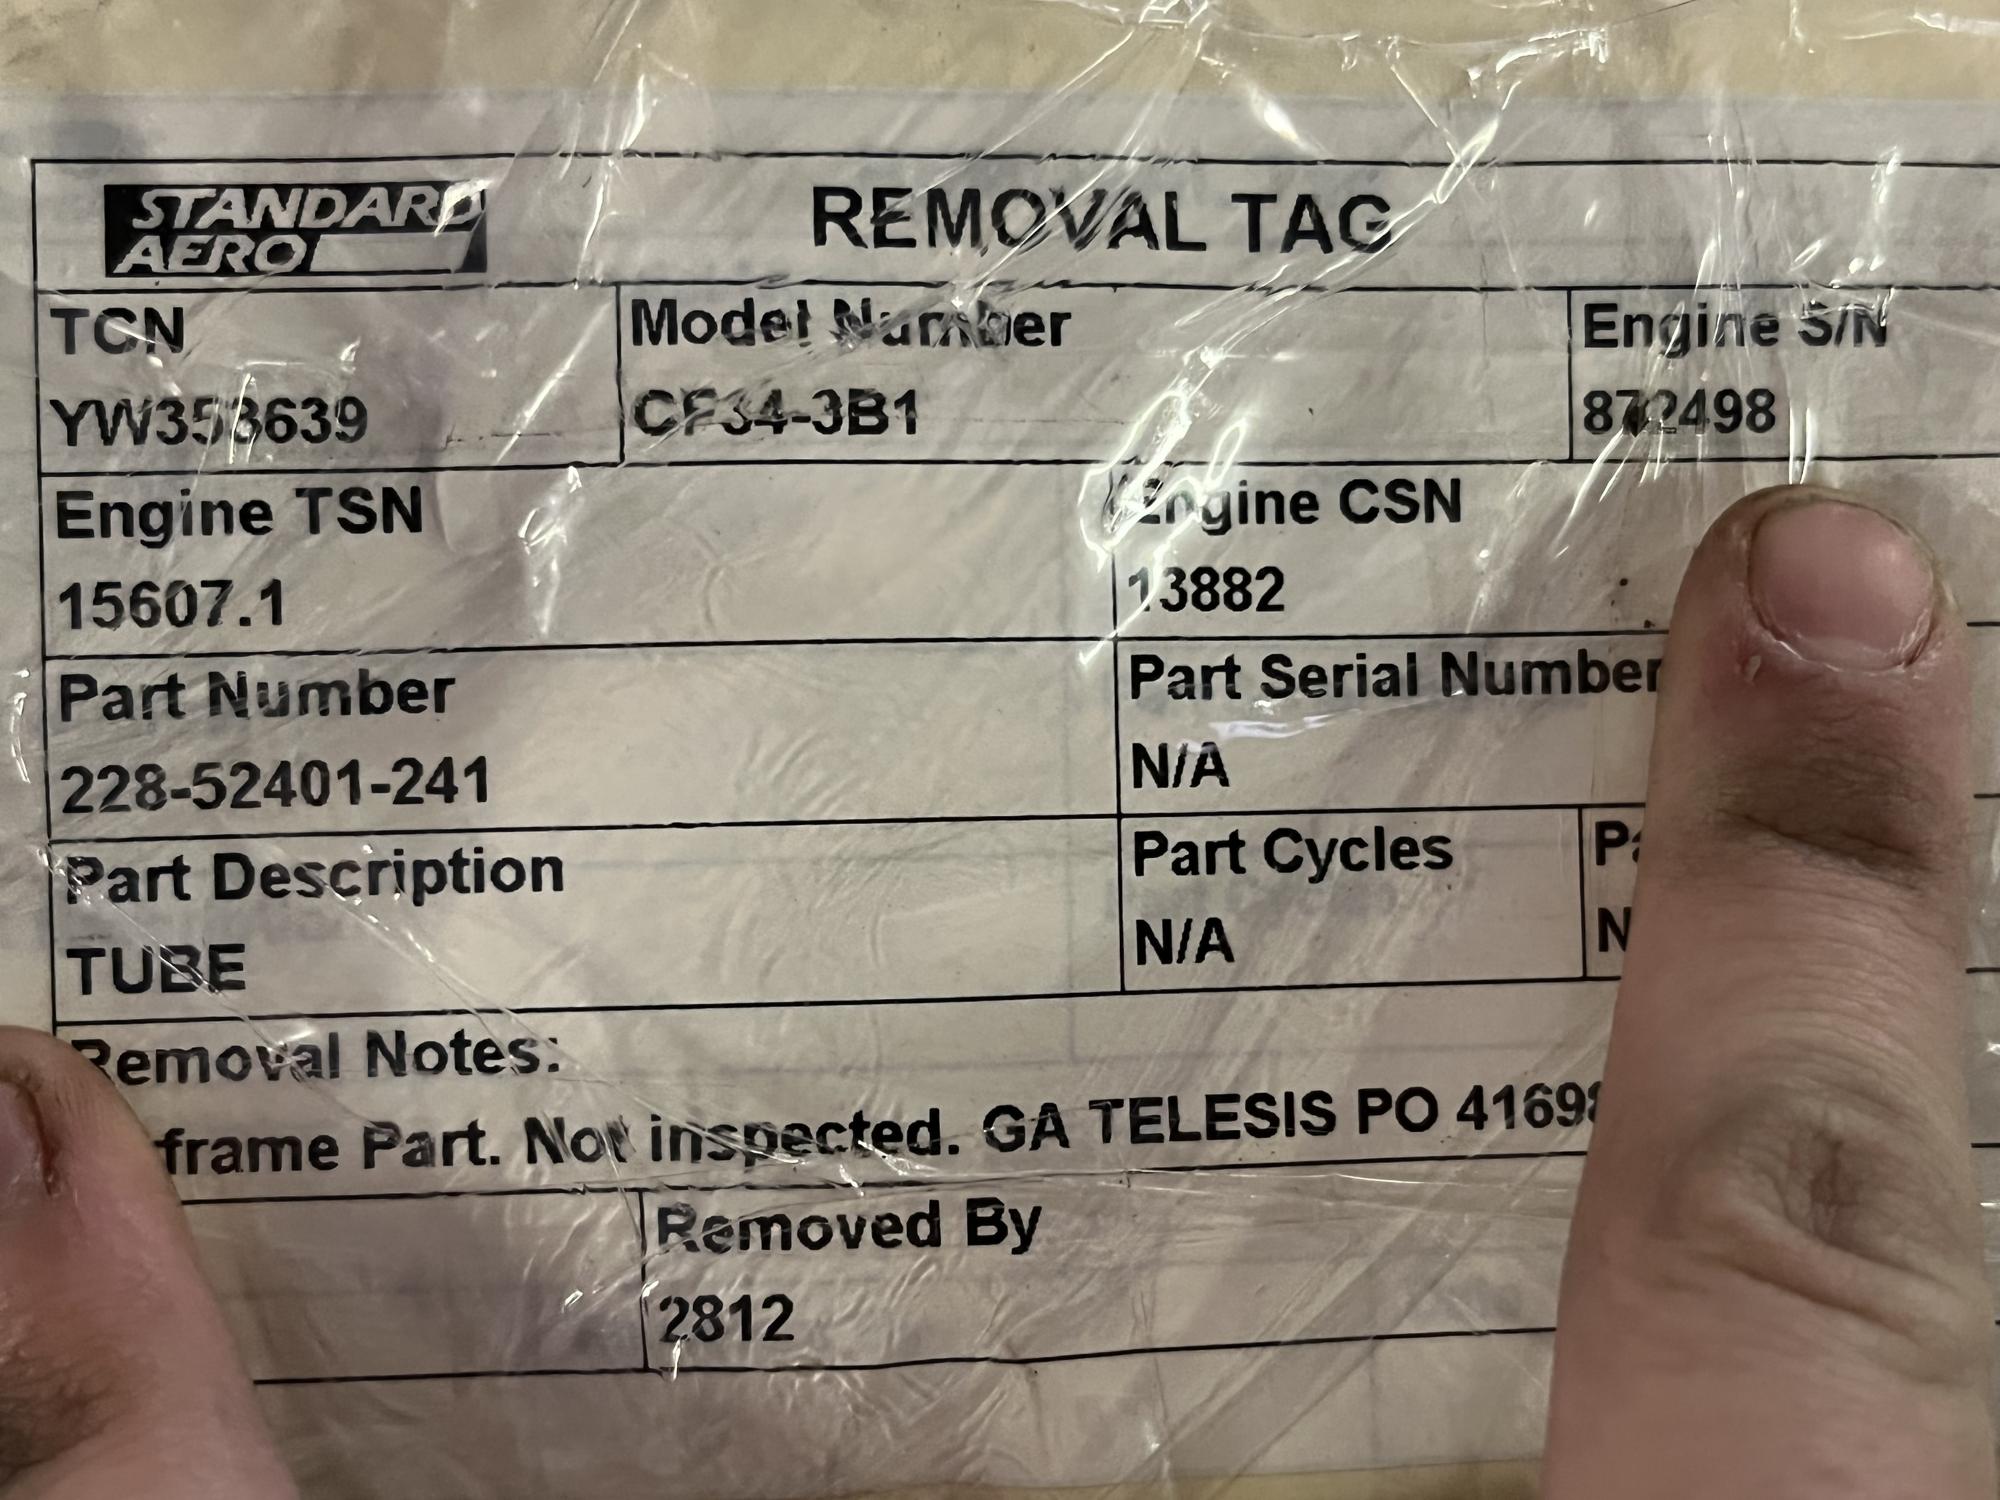 STANDARD
AERO
REMOVAL TAG
TCN
Model Number
Engine S/N
YW353639
CF34-3B1
872498
Engine TSN
Engine CSN
15607.1
13882
Part Number
Part Serial Number
228-52401-241
N/A
Part Description
Part Cycles
TUBE
N/A
Removal Notes:
frame Part. Not inspected. GA TELESIS PO 41698
Removed By
2812